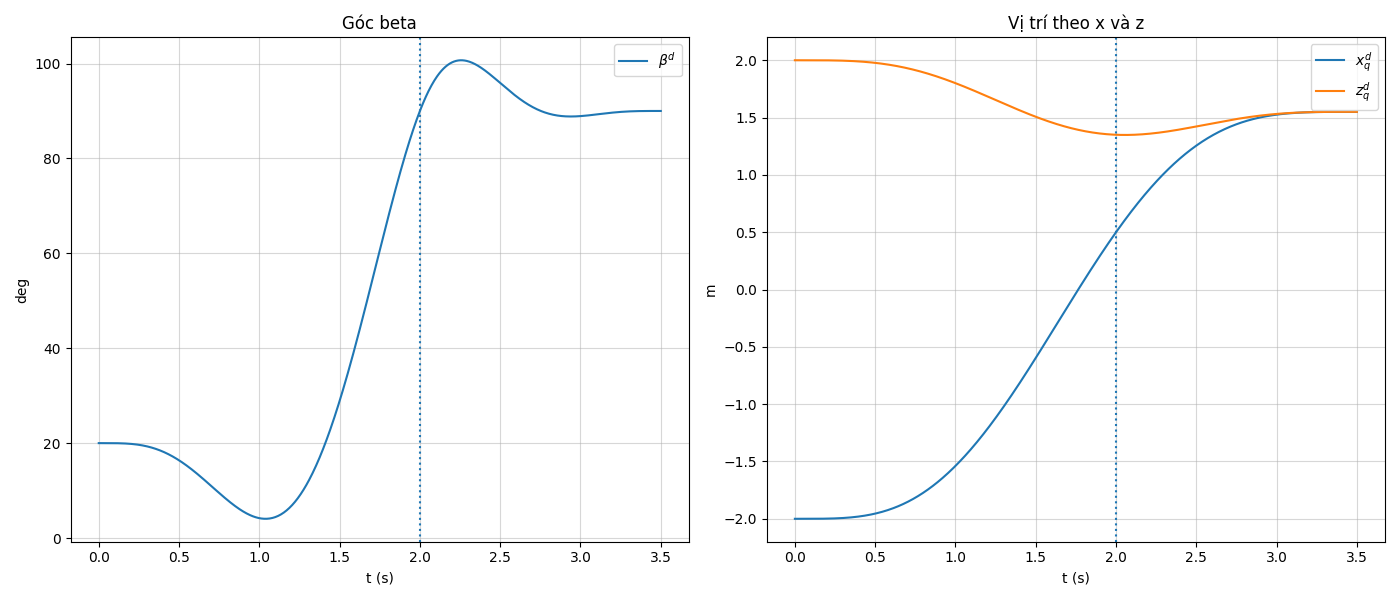 Góc beta
deg
100
80
60
40
20
0
β^d
0.0 0.5 1.0 1.5 2.0 2.5 3.0 3.5
t (s)
Vị trí theo x và z
m
2.0
1.5
1.0
0.5
0.0
−0.5
−1.0
−1.5
−2.0
x_q^d
z_q^d
0.0 0.5 1.0 1.5 2.0 2.5 3.0 3.5
t (s)